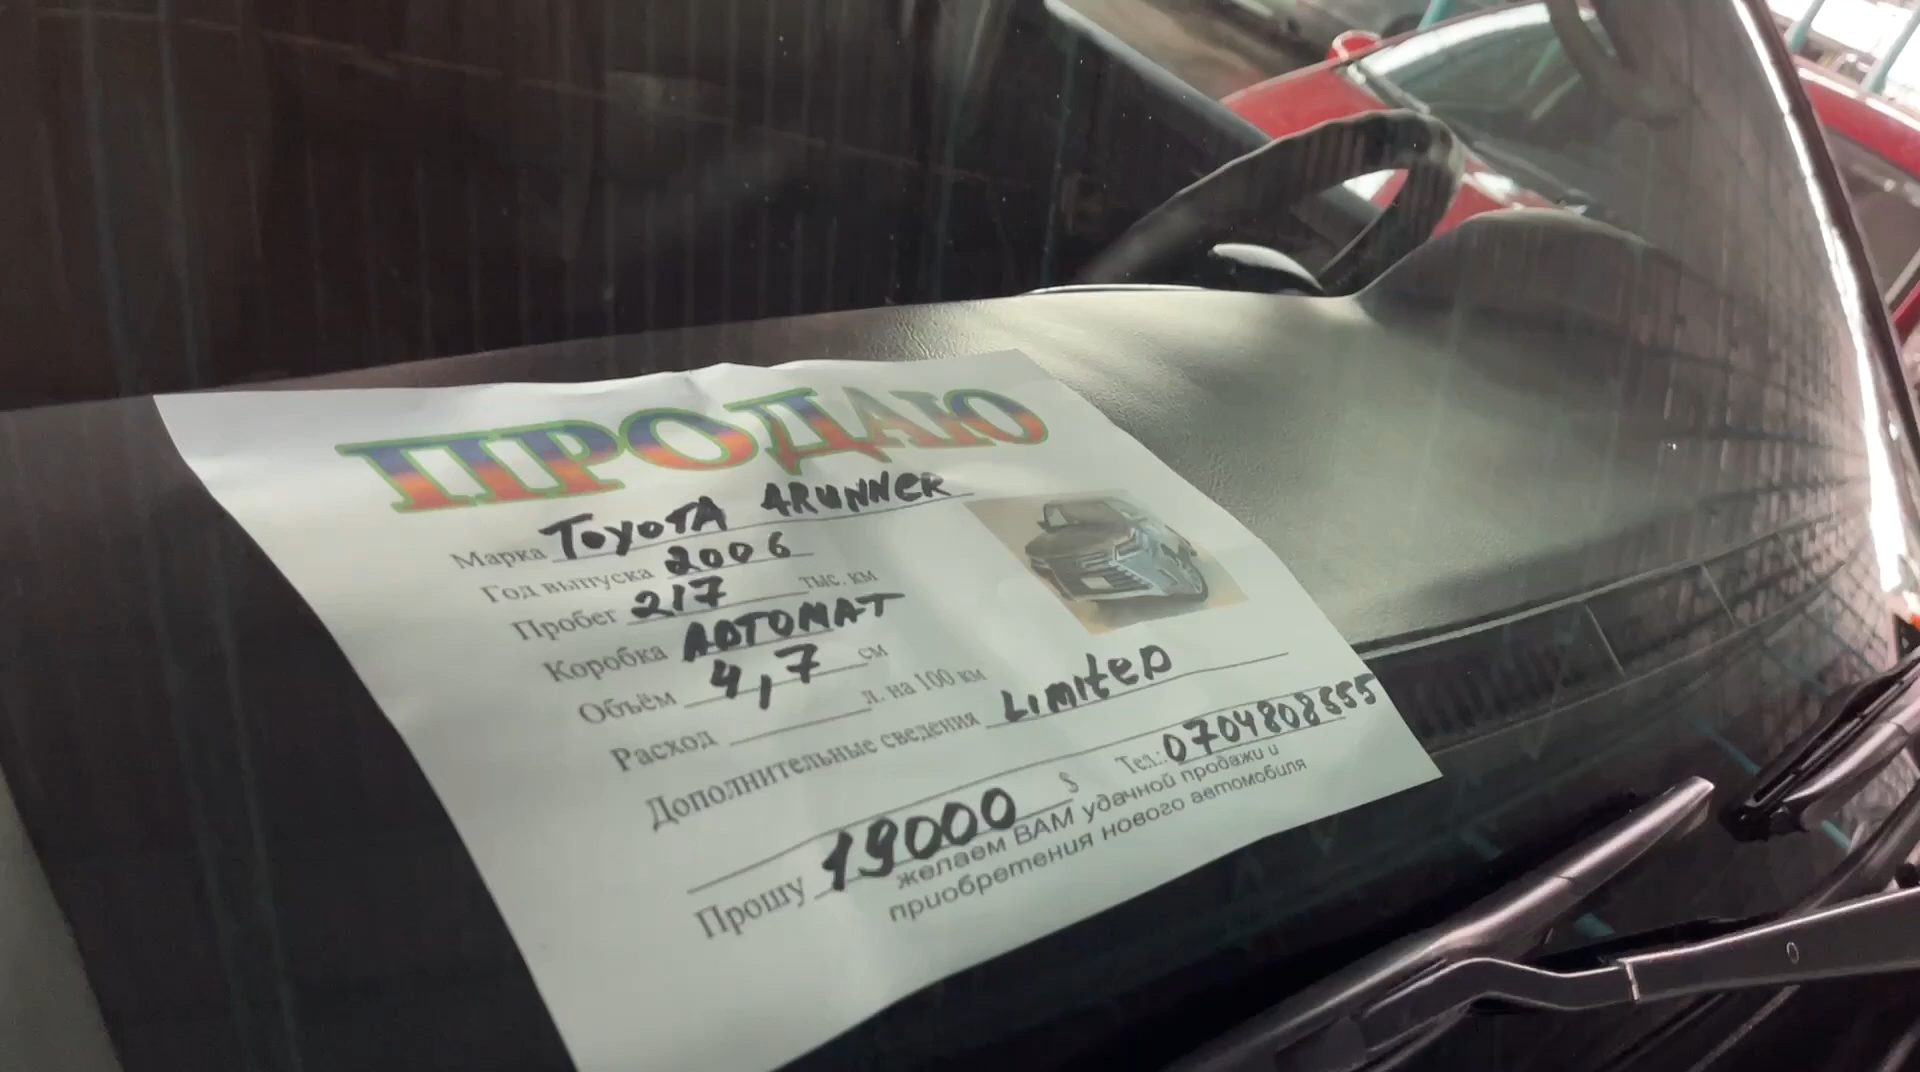 ПРОДАЮ
Марка TOYOTA 4RUNNER
Год выпуска 2006
Пробег 217 тыс. км
Коробка АВТОМАТ
Объём 4,7 см
Расход л. на 100 км
Дополнительные сведения LIMITED
Прошу 19000 $ Тел.: 0704808555
желаем ВАМ удачной продажи и
приобретения нового автомобиля